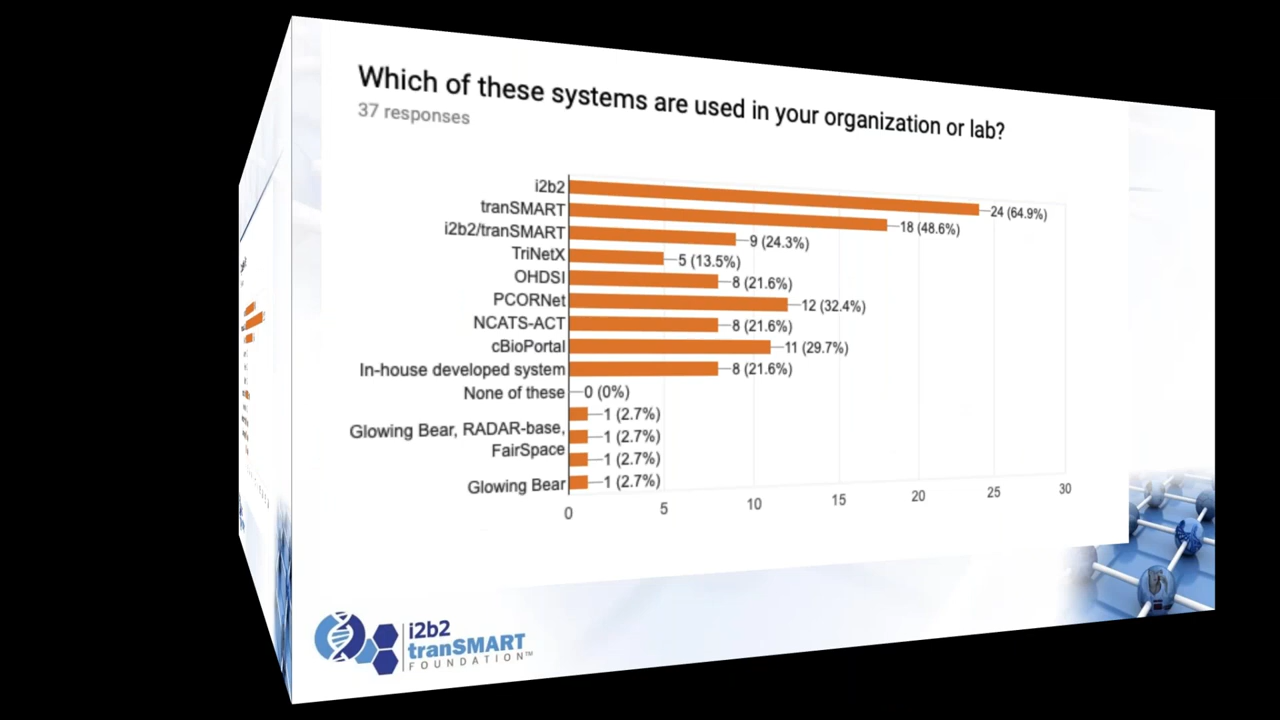 Which of these systems are used in your organization or lab?
37 responses
i2b2
24 (64.9%)
tranSMART
18 (48.6%)
i2b2/tranSMART
9 (24.3%)
TriNetX
5 (13.5%)
OHDSI
8 (21.6%)
PCORNet
12 (32.4%)
NCATS-ACT
8 (21.6%)
cBioPortal
11 (29.7%)
In-house developed system
8 (21.6%)
None of these
0 (0%)
1 (2.7%)
Glowing Bear, RADAR-base,
FairSpace
1 (2.7%)
1 (2.7%)
Glowing Bear
1 (2.7%)
0 5 10 15 20 25 30
i2b2
tranSMART
FOUNDATION™